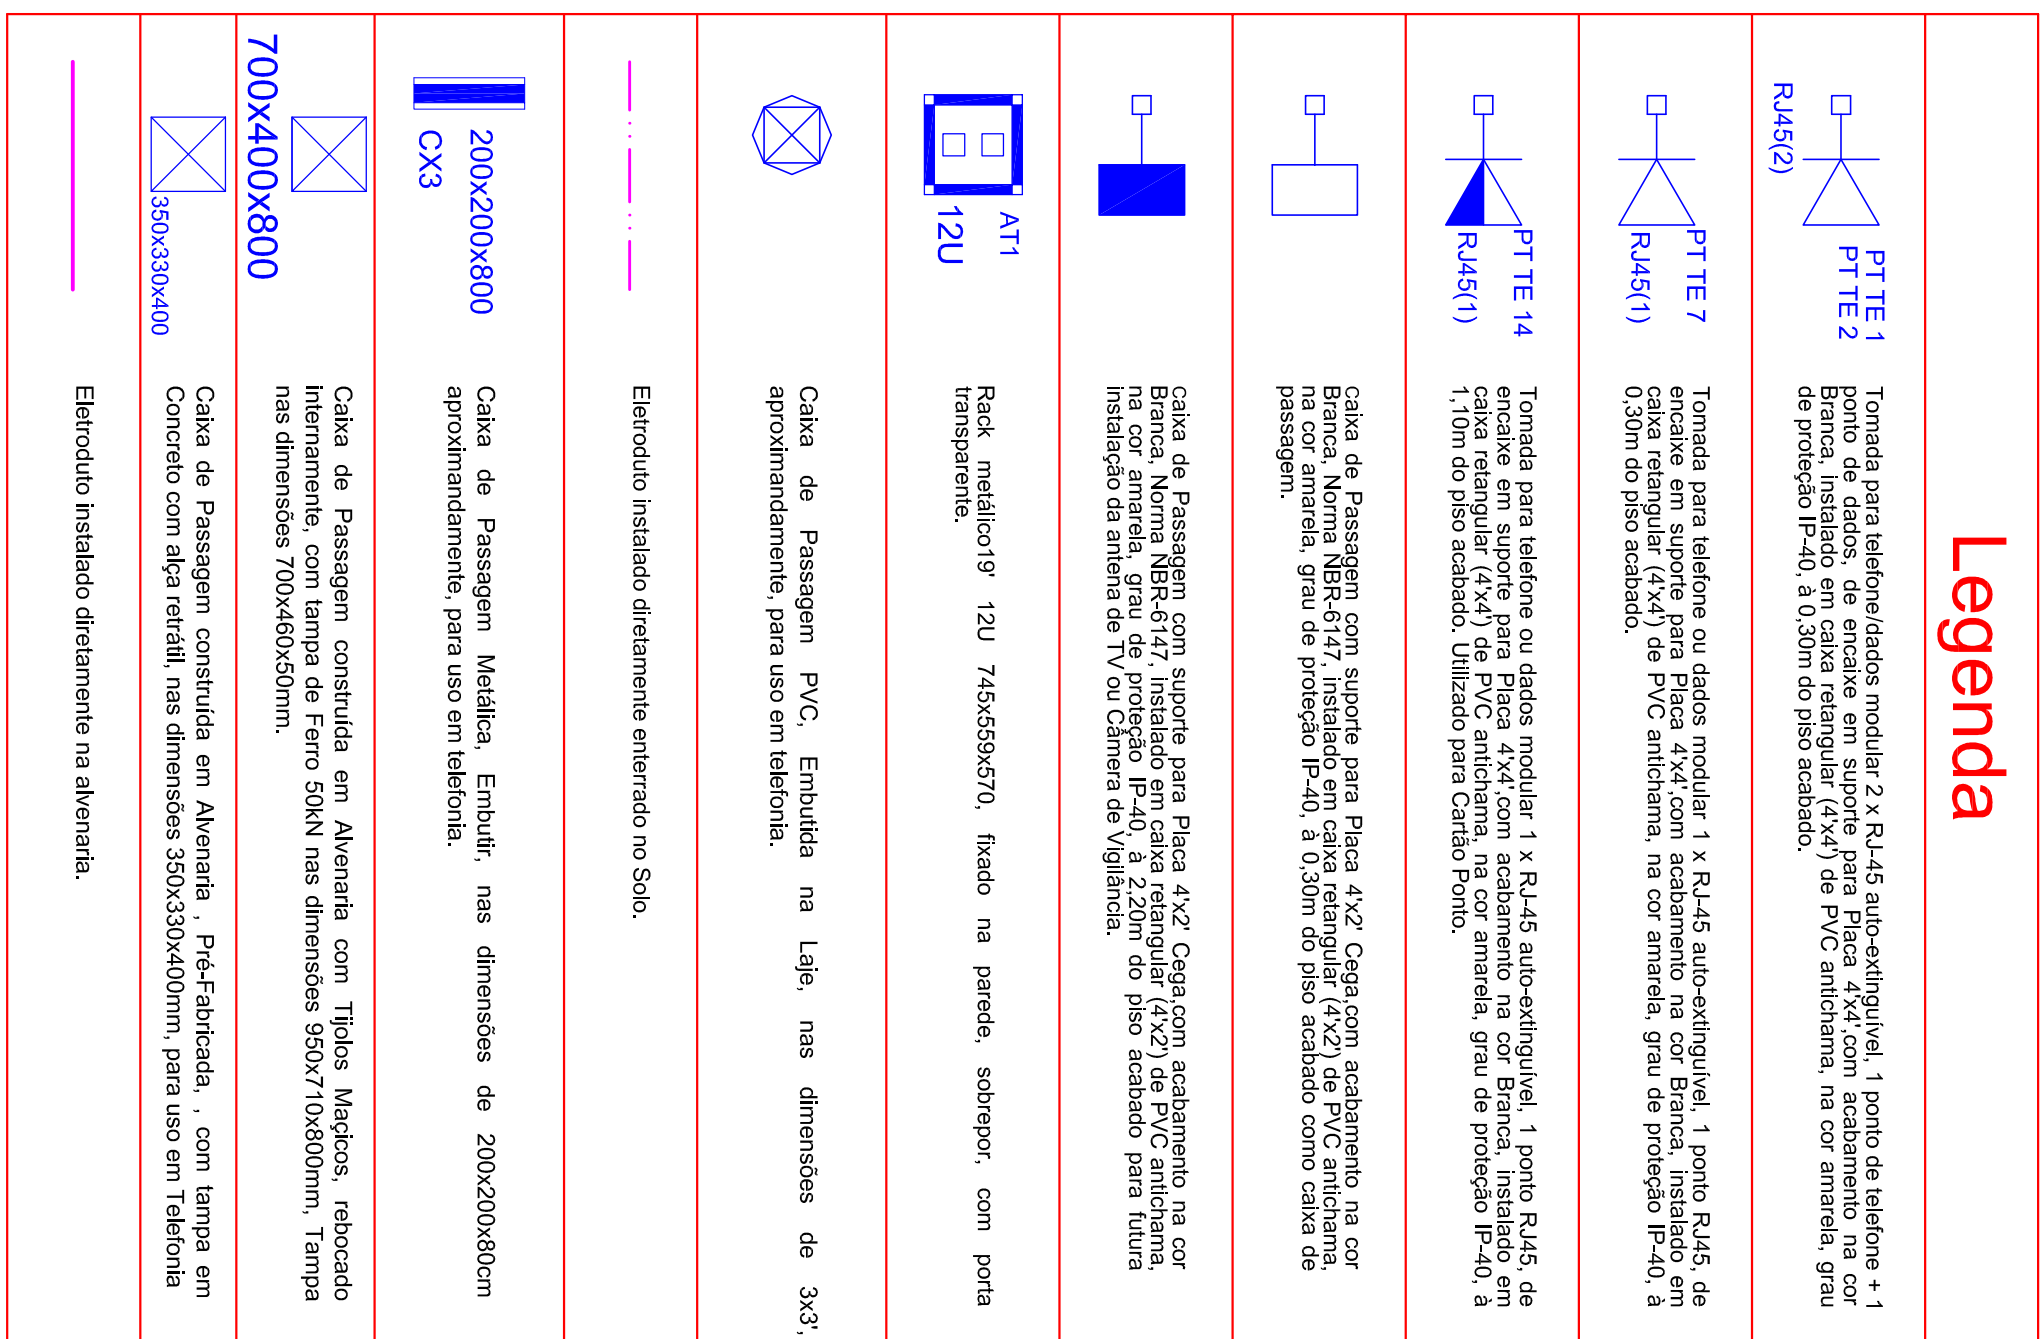 Legenda
PT TE 1
PT TE 2
RJ45(2)
Tomada para telefone/dados modular 2 x RJ-45 auto-extinguível, 1 ponto de telefone + 1
ponto de dados, de encaixe em suporte para Placa 4'x4',com acabamento na cor
Branca, instalado em caixa retangular (4'x4') de PVC antichama, na cor amarela, grau
de proteção IP-40, à 0,30m do piso acabado.
PT TE 7
RJ45(1)
Tomada para telefone ou dados modular 1 x RJ-45 auto-extinguível, 1 ponto RJ45, de
encaixe em suporte para Placa 4'x4',com acabamento na cor Branca, instalado em
caixa retangular (4'x4') de PVC antichama, na cor amarela, grau de proteção IP-40, à
0,30m do piso acabado.
PT TE 14
RJ45(1)
Tomada para telefone ou dados modular 1 x RJ-45 auto-extinguível, 1 ponto RJ45, de
encaixe em suporte para Placa 4'x4',com acabamento na cor Branca, instalado em
caixa retangular (4'x4') de PVC antichama, na cor amarela, grau de proteção IP-40, à
1,10m do piso acabado. Utilizado para Cartão Ponto.
caixa de Passagem com suporte para Placa 4'x2' Cega,com acabamento na cor
Branca, Norma NBR-6147, instalado em caixa retangular (4'x2') de PVC antichama,
na cor amarela, grau de proteção IP-40, à 0,30m do piso acabado como caixa de
passagem.
caixa de Passagem com suporte para Placa 4'x2' Cega,com acabamento na cor
Branca, Norma NBR-6147, instalado em caixa retangular (4'x2') de PVC antichama,
na cor amarela, grau de proteção IP-40, à 2,20m do piso acabado para futura
instalação da antena de TV ou Câmera de Vigilância.
AT1
12U
Rack metálico19' 12U 745x559x570, fixado na parede, sobrepor, com porta
transparente.
Caixa de Passagem PVC, Embutida na Laje, nas dimensões de 3x3',
aproximandamente, para uso em telefonia.
Eletroduto instalado diretamente enterrado no Solo.
200x200x800
CX3
Caixa de Passagem Metálica, Embutir, nas dimensões de 200x200x80cm
aproximandamente, para uso em telefonia.
700x400x800
Caixa de Passagem construída em Alvenaria com Tijolos Maçicos, rebocado
internamente, com tampa de Ferro 50kN nas dimensões 950x710x800mm, Tampa
nas dimensões 700x460x50mm.
350x330x400
Caixa de Passagem construída em Alvenaria , Pré-Fabricada, , com tampa em
Concreto com alça retrátil, nas dimensões 350x330x400mm, para uso em Telefonia
Eletroduto instalado diretamente na alvenaria.